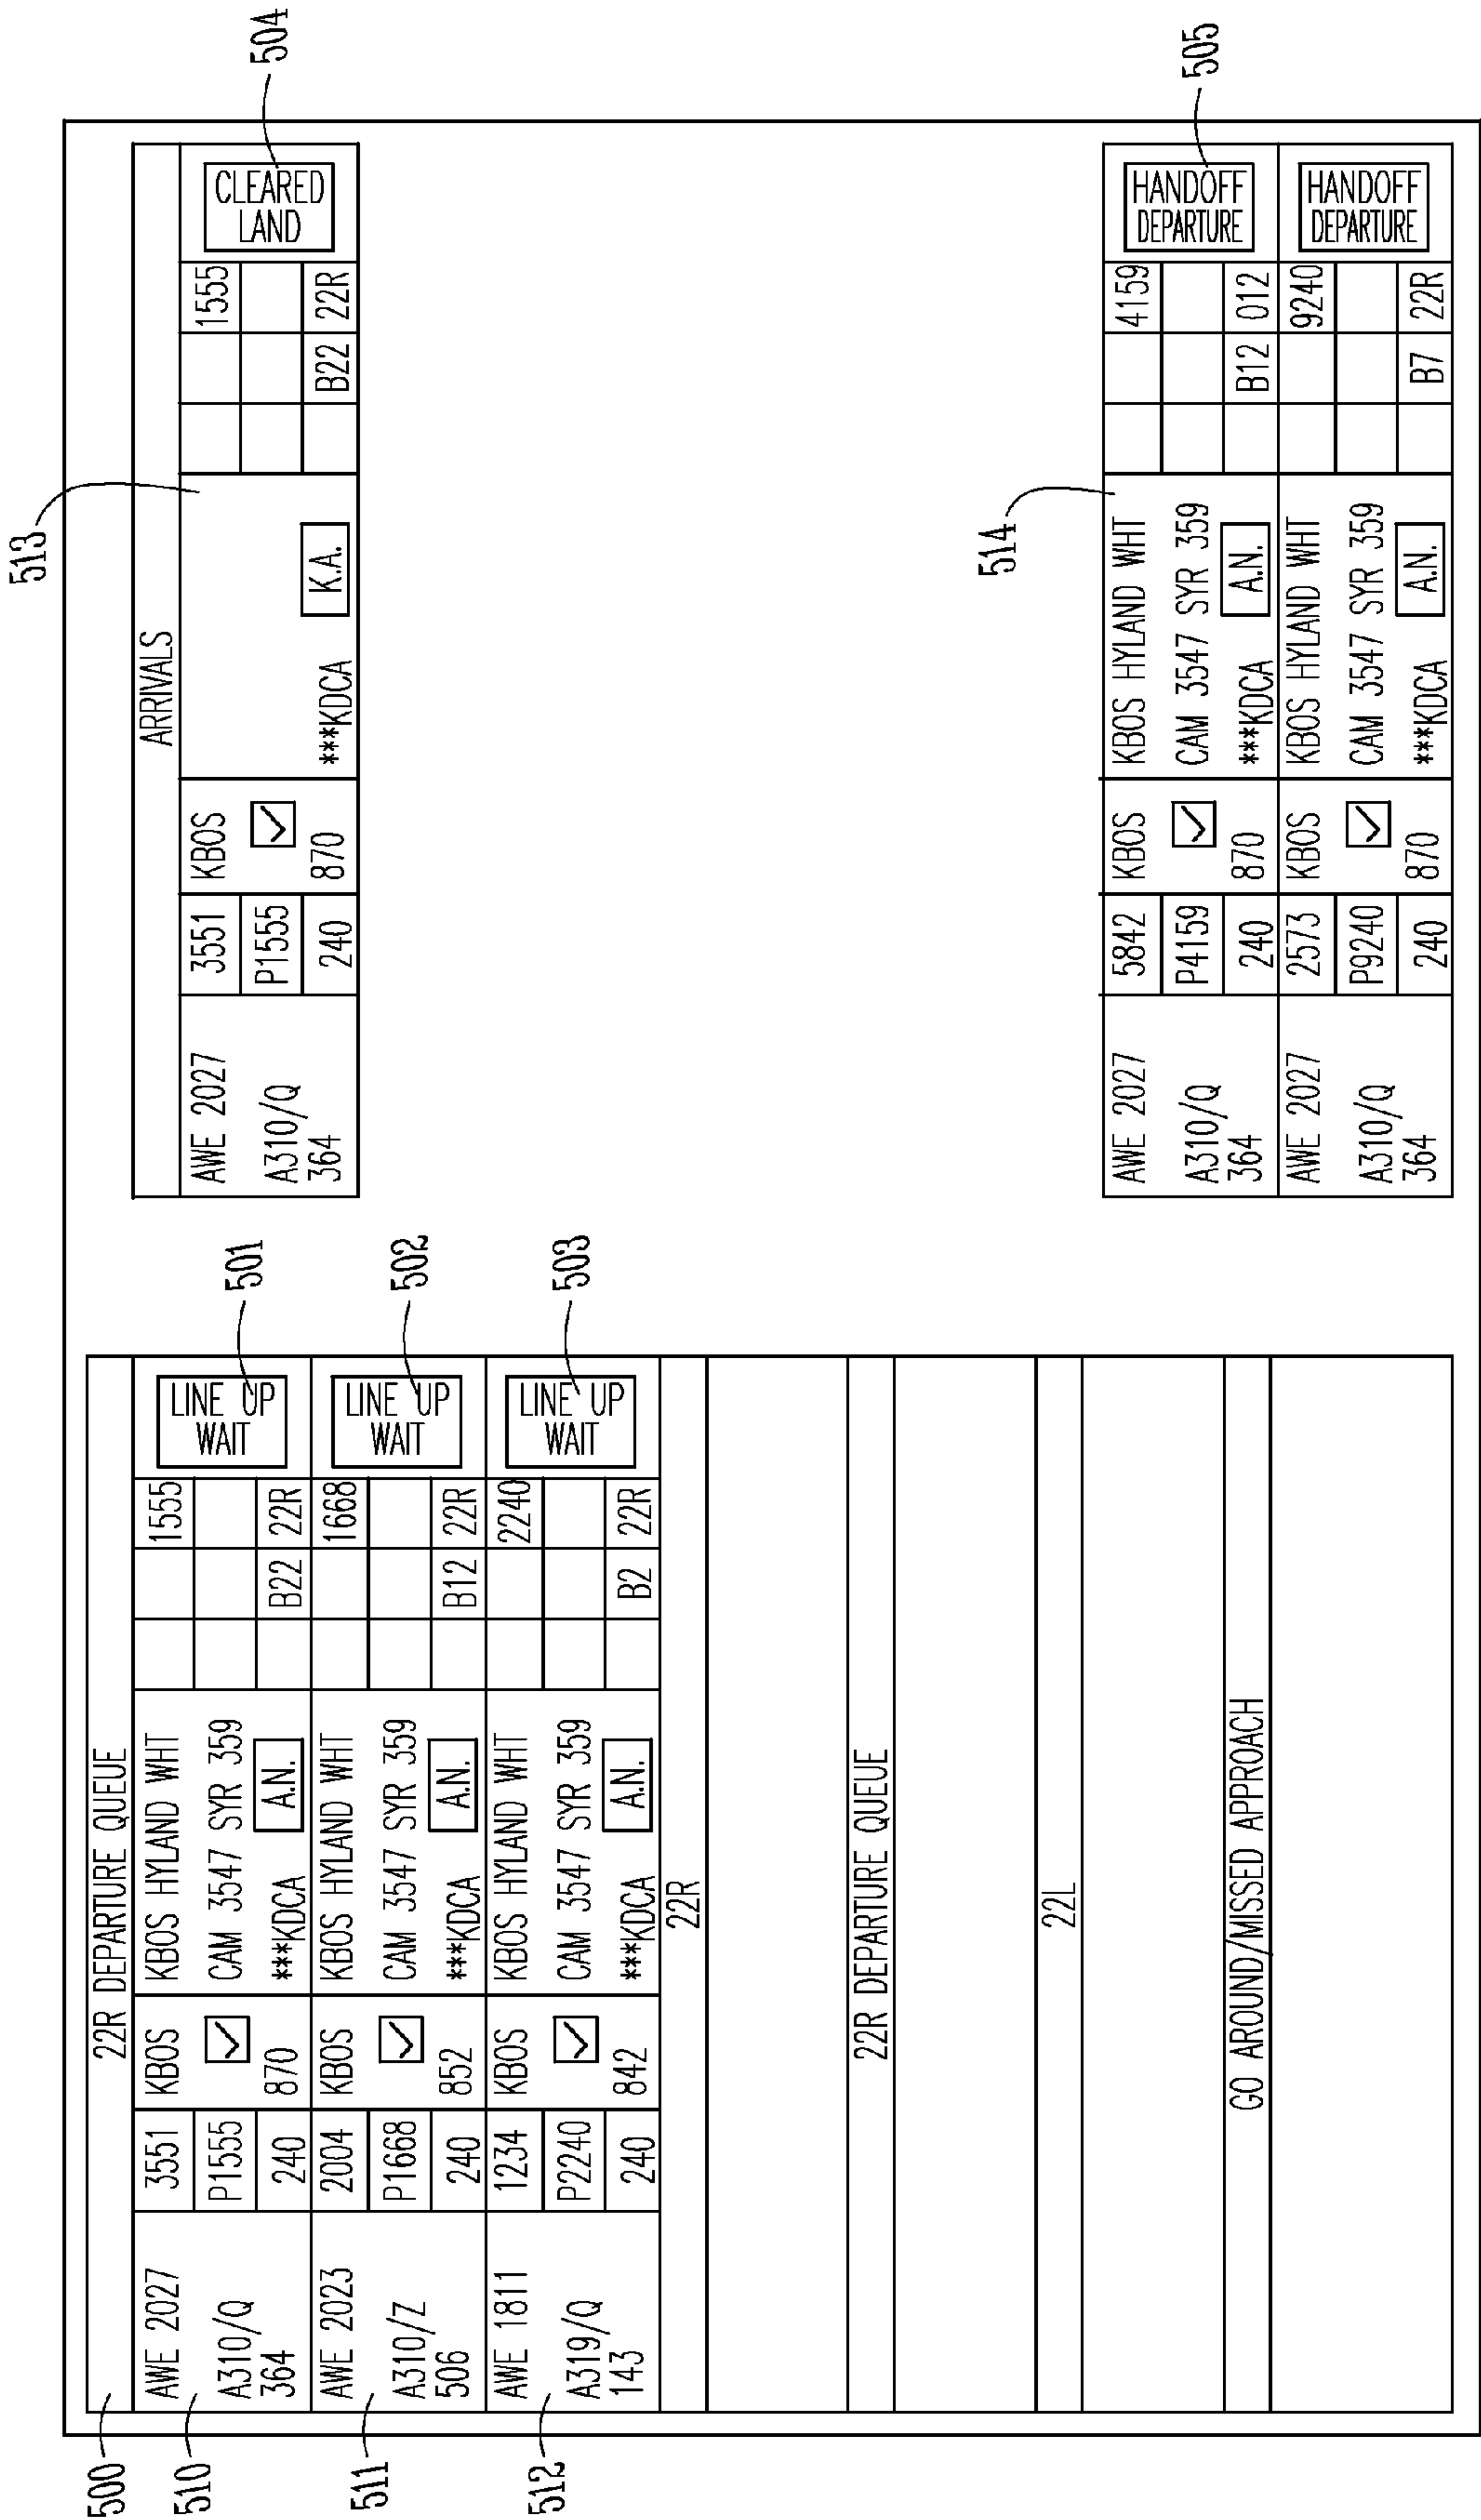 500
22R DEPARTURE QUEUE
510
AWE 2027 3551 KBOS KBOS HYLAND WHT 1555 LINE UP
A310/Q P1555 CAM 3547 SYR 359 WAIT
364 240 870 ***KDCA A.N. B22 22R
501
511
AWE 2023 2004 KBOS KBOS HYLAND WHT 1668 LINE UP
A310/Z P1668 CAM 3547 SYR 359 WAIT
506 240 852 ***KDCA A.N. B12 22R
502
512
AWE 1811 1234 KBOS KBOS HYLAND WHT 2240 LINE UP
A319/Q P2240 CAM 3547 SYR 359 WAIT
143 240 842 ***KDCA A.N. B2 22R
503
22R
22R DEPARTURE QUEUE
22L
GO AROUND/MISSED APPROACH
513
ARRIVALS
AWE 2027 3551 KBOS 1555 CLEARED
A310/Q P1555 LAND
364 240 870 ***KDCA K.A. B22 22R
504
514
AWE 2027 5842 KBOS KBOS HYLAND WHT 4159 HANDOFF
A310/Q P4159 CAM 3547 SYR 359 DEPARTURE
364 240 870 ***KDCA A.N. B12 012
505
AWE 2027 2573 KBOS KBOS HYLAND WHT 9240 HANDOFF
A310/Q P9240 CAM 3547 SYR 359 DEPARTURE
364 240 870 ***KDCA A.N. B7 22R